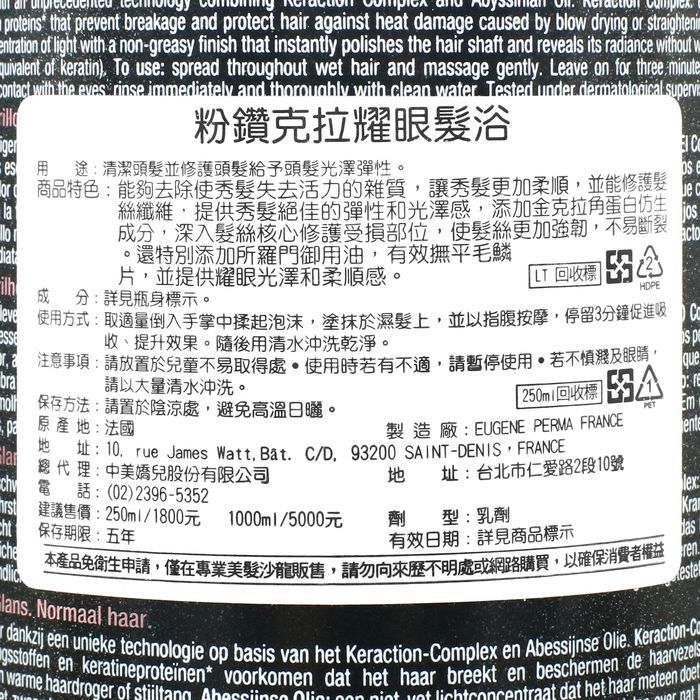 unprecedented technology combining Keraction Complex and Abyssinian Oil. Keraction Complex
proteins* that prevent breakage and protect hair against heat damage caused by blow drying or straighten
entration of light with a non-greasy finish that instantly polishes the hair shaft and reveals its radiance without
quivalent of keratin). To use: spread throughout wet hair and massage gently. Leave on for three minute
contact with the eyes, rinse immediately and thoroughly with clean water. Tested under dermatological supervi
粉鑽克拉耀眼髮浴
用 途:清潔頭髮並修護頭髮給予頭髮光澤彈性。
商品特色:能夠去除使秀髮失去活力的雜質,讓秀髮更加柔順,並能修護髮
絲纖維,提供秀髮絕佳的彈性和光澤感,添加金克拉角蛋白仿生
成分,深入髮絲核心修護受損部位,使髮絲更加強韌,不易斷裂
。還特別添加所羅門御用油,有效撫平毛鱗
片,並提供耀眼光澤和柔順感。
LT 回收標 2 HDPE
成 分:詳見瓶身標示。
使用方式:取適量倒入手掌中揉起泡沫,塗抹於濕髮上,並以指腹按摩,停留3分鐘促進吸
收、提升效果。隨後用清水沖洗乾淨。
注意事項:請放置於兒童不易取得處•使用時若有不適,請暫停使用•若不慎濺及眼睛,
請以大量清水沖洗。
250ml回收標 1 PET
保存方法:請置於陰涼處,避免高溫日曬。
原 產 地:法國 製 造 廠:EUGENE PERMA FRANCE
地 址:10, rue James Watt,Bât. C/D, 93200 SAINT-DENIS,FRANCE
總 代 理:中美嬌兒股份有限公司 地 址:台北市仁愛路2段10號
電 話:(02)2396-5352
建議售價:250ml/1800元 1000ml/5000元 劑 型:乳劑
保存期限:五年 有效日期:詳見商品標示
本產品免衛生申請,僅在專業美髮沙龍販售,請勿向來歷不明處或網路購買,以確保消費者權益
Glans. Normaal haar.
r dankzij een unieke technologie op basis van het Keraction-Complex en Abessijnse Olie. Keraction-Co
ngsstoffen en keratineproteïnen* voorkomen dat het haar breekt en beschermen de haarvezels
warme haardroger of stijltang. Abessijnse Olie: een niet-vet lichtconcentraat dat het haar meteen doet